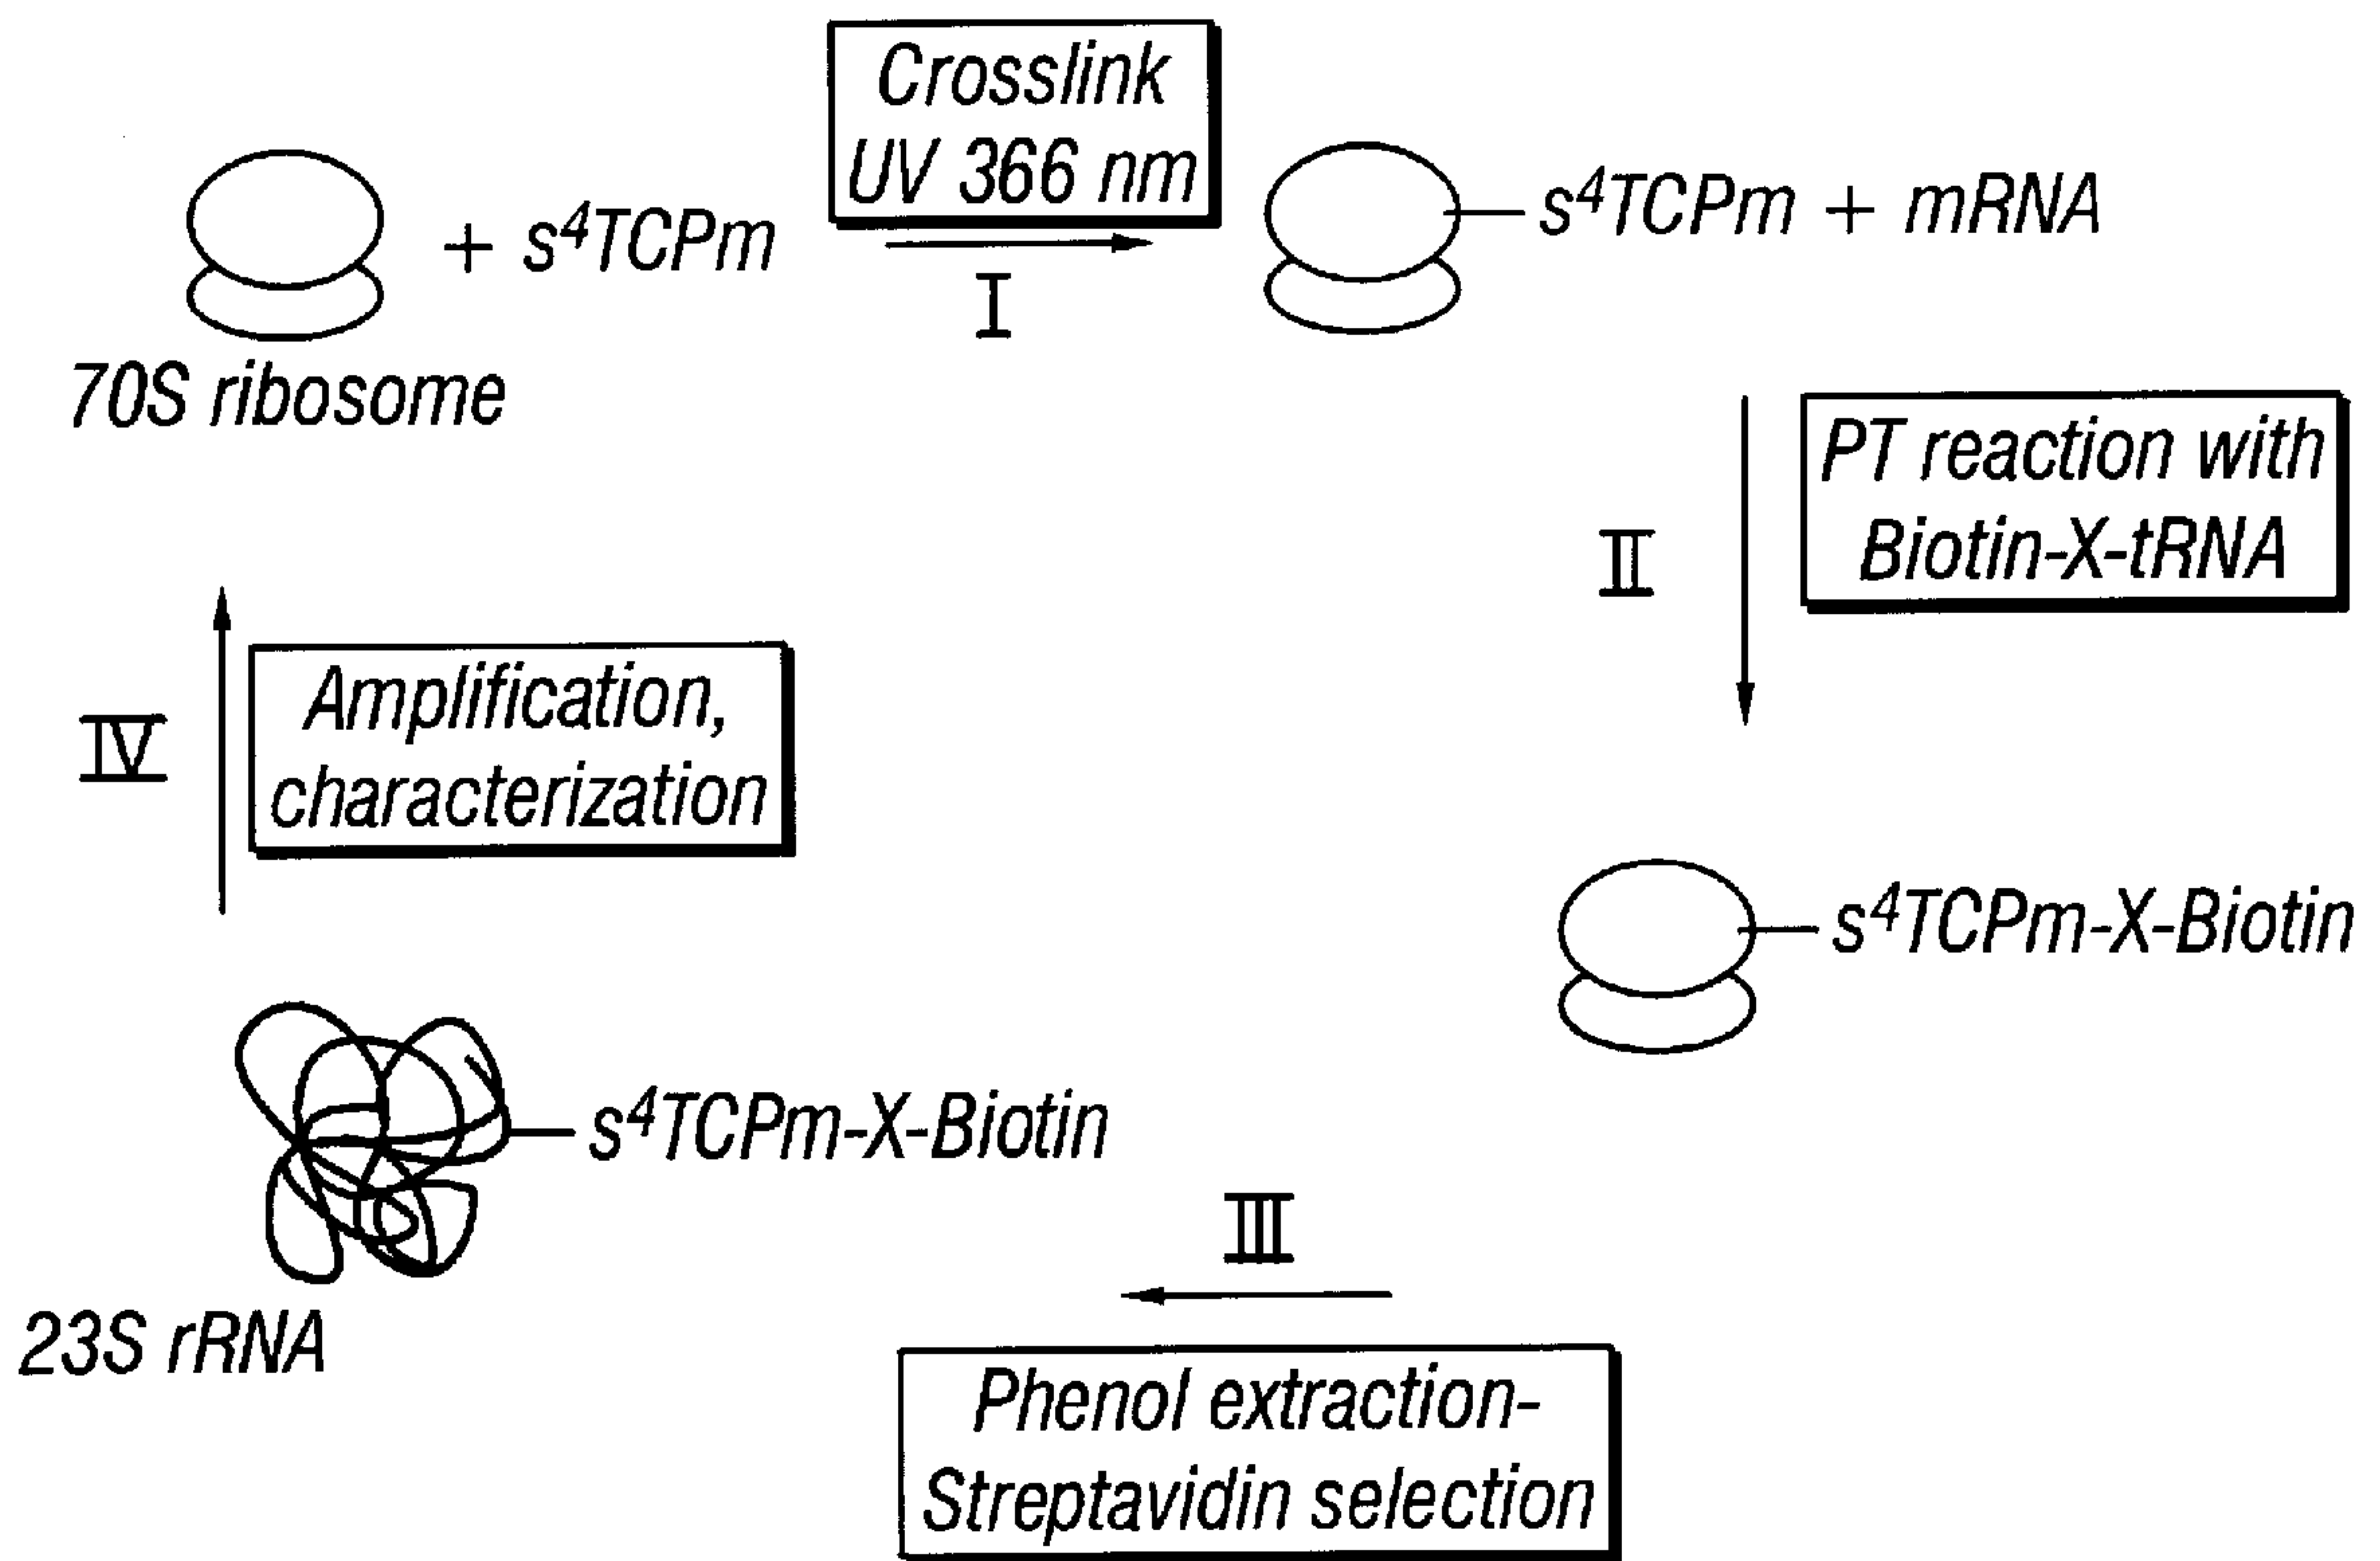 Crosslink
UV 366 nm
+ s⁴TCPm
I
s⁴TCPm + mRNA
70S ribosome
PT reaction with
Biotin-X-tRNA
II
s⁴TCPm-X-Biotin
III
Phenol extraction-
Streptavidin selection
s⁴TCPm-X-Biotin
23S rRNA
IV
Amplification,
characterization